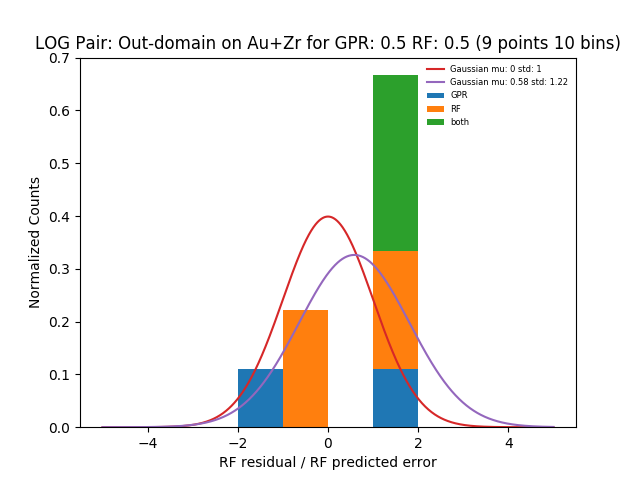 LOG Pair: Out-domain on Au+Zr for GPR: 0.5 RF: 0.5 (9 points 10 bins)
Gaussian mu: 0 std: 1
Gaussian mu: 0.58 std: 1.22
GPR
RF
both
Normalized Counts
0.7
0.6
0.5
0.4
0.3
0.2
0.1
0.0
−4 −2 0 2 4
RF residual / RF predicted error